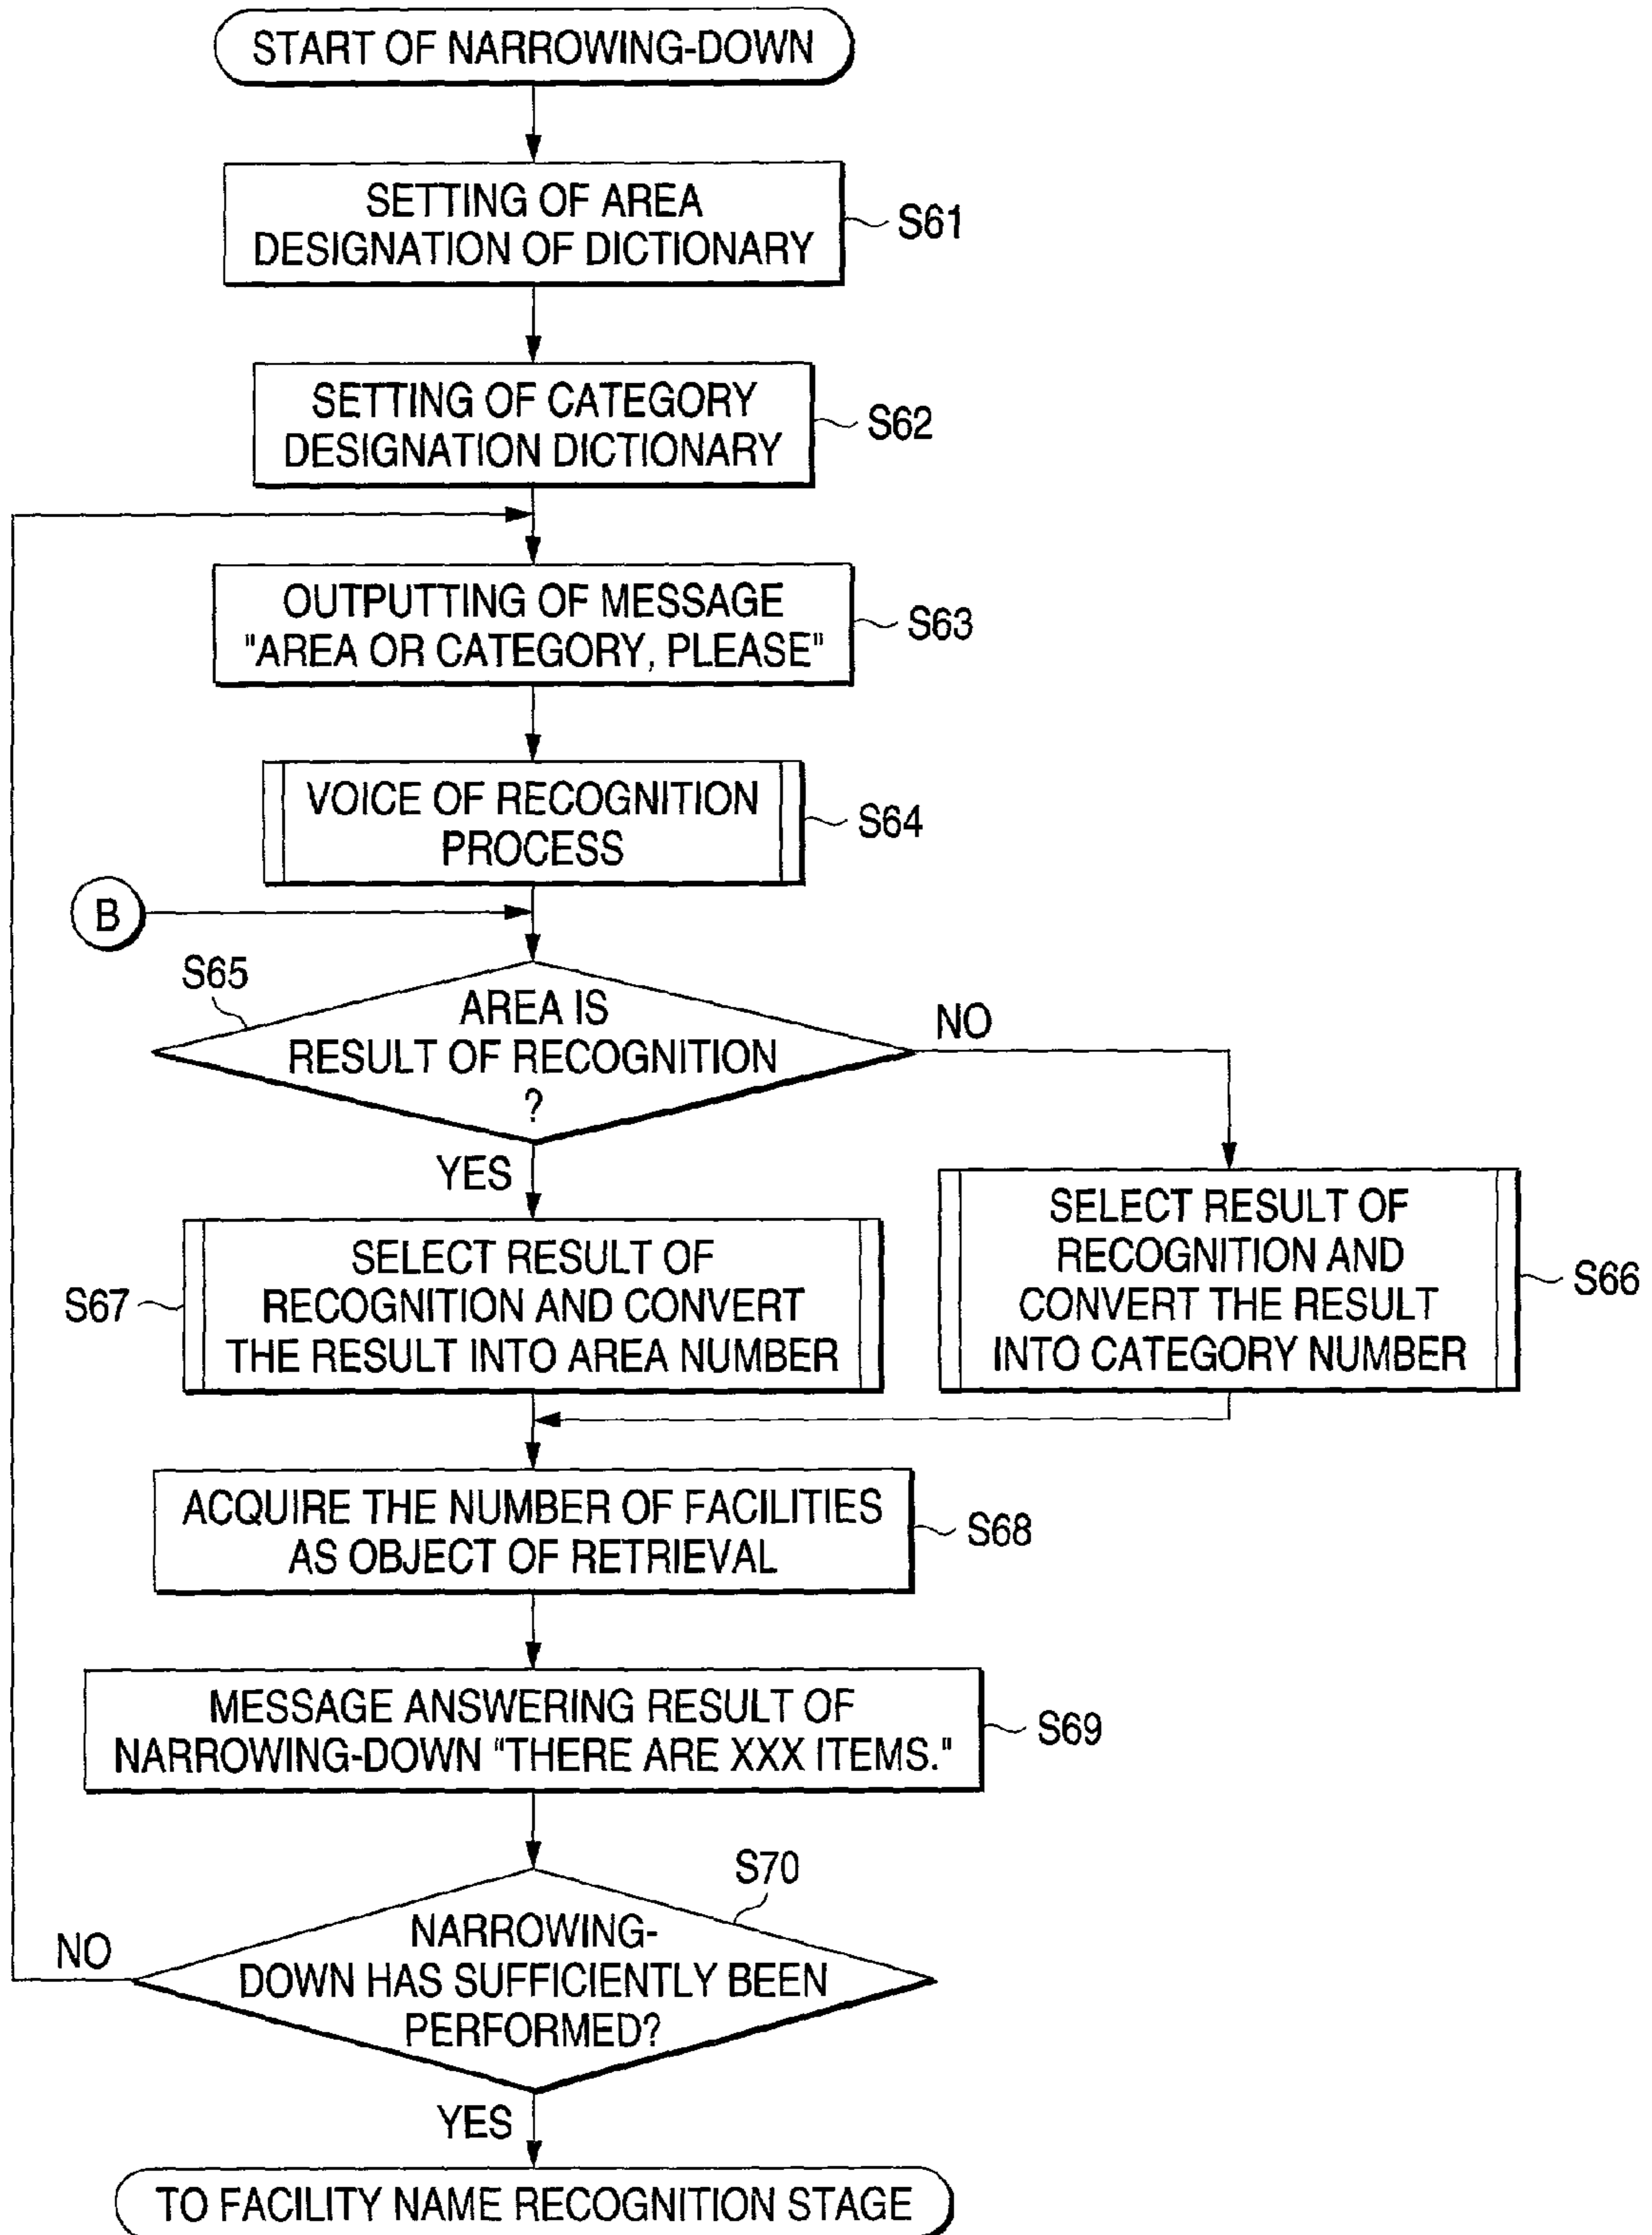 START OF NARROWING-DOWN
SETTING OF AREA
DESIGNATION OF DICTIONARY
S61
SETTING OF CATEGORY
DESIGNATION DICTIONARY
S62
OUTPUTTING OF MESSAGE
"AREA OR CATEGORY, PLEASE"
S63
VOICE OF RECOGNITION
PROCESS
S64
B
S65
AREA IS
RESULT OF RECOGNITION
?
NO
YES
SELECT RESULT OF
RECOGNITION AND
CONVERT THE RESULT
INTO CATEGORY NUMBER
S66
S67
SELECT RESULT OF
RECOGNITION AND CONVERT
THE RESULT INTO AREA NUMBER
ACQUIRE THE NUMBER OF FACILITIES
AS OBJECT OF RETRIEVAL
S68
MESSAGE ANSWERING RESULT OF
NARROWING-DOWN "THERE ARE XXX ITEMS."
S69
S70
NARROWING-
DOWN HAS SUFFICIENTLY BEEN
PERFORMED?
NO
YES
TO FACILITY NAME RECOGNITION STAGE